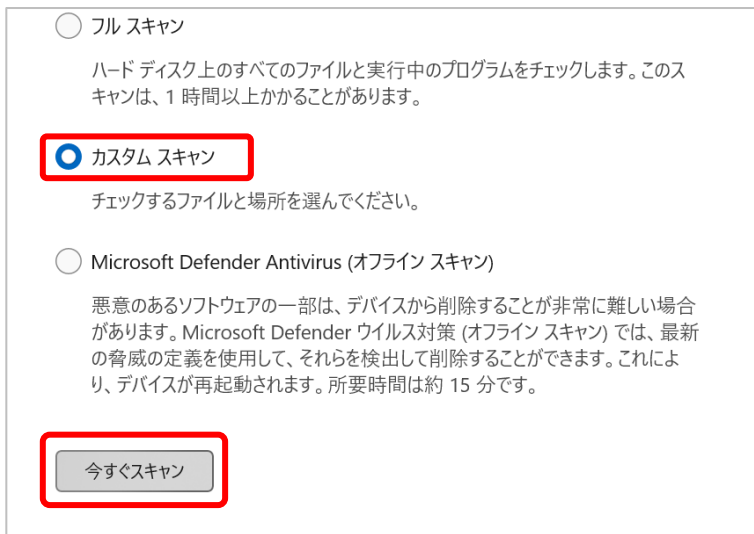 フル スキャン
ハード ディスク上のすべてのファイルと実行中のプログラムをチェックします。このス
キャンは、1 時間以上かかることがあります。
カスタム スキャン
チェックするファイルと場所を選んでください。
Microsoft Defender Antivirus (オフライン スキャン)
悪意のあるソフトウェアの一部は、デバイスから削除することが非常に難しい場合
があります。Microsoft Defender ウイルス対策 (オフライン スキャン) では、最新
の脅威の定義を使用して、それらを検出して削除することができます。これによ
り、デバイスが再起動されます。所要時間は約 15 分です。
今すぐスキャン